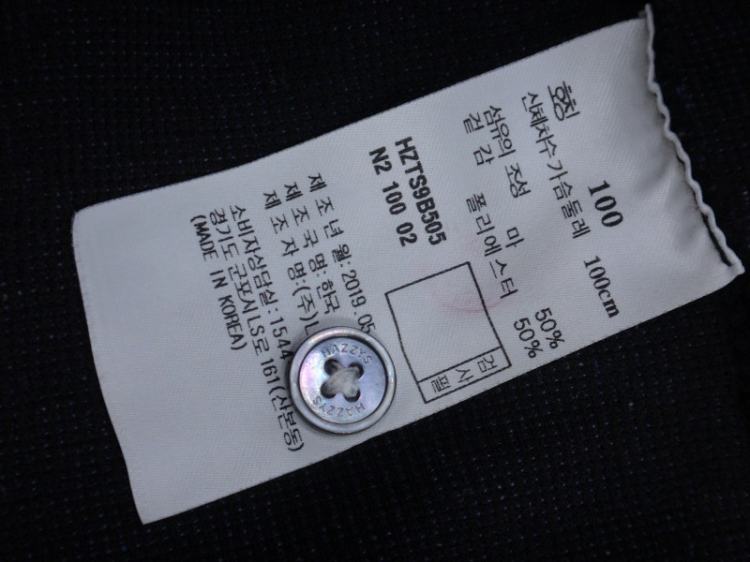 호칭 100
신체치수 가슴둘레 100cm
섬유의 조성 마 50%
겉감 폴리에스터 50%
HZTS9B505
N2 100 02
검사필
제 조 년 월: 2019.05
제 조 국 명: 한국
제 조 자 명:(주)
소비자상담실: 1544
경기도 군포시 LS로 161(산본동)
(MADE IN KOREA)
HAZZYS
HAZZYS